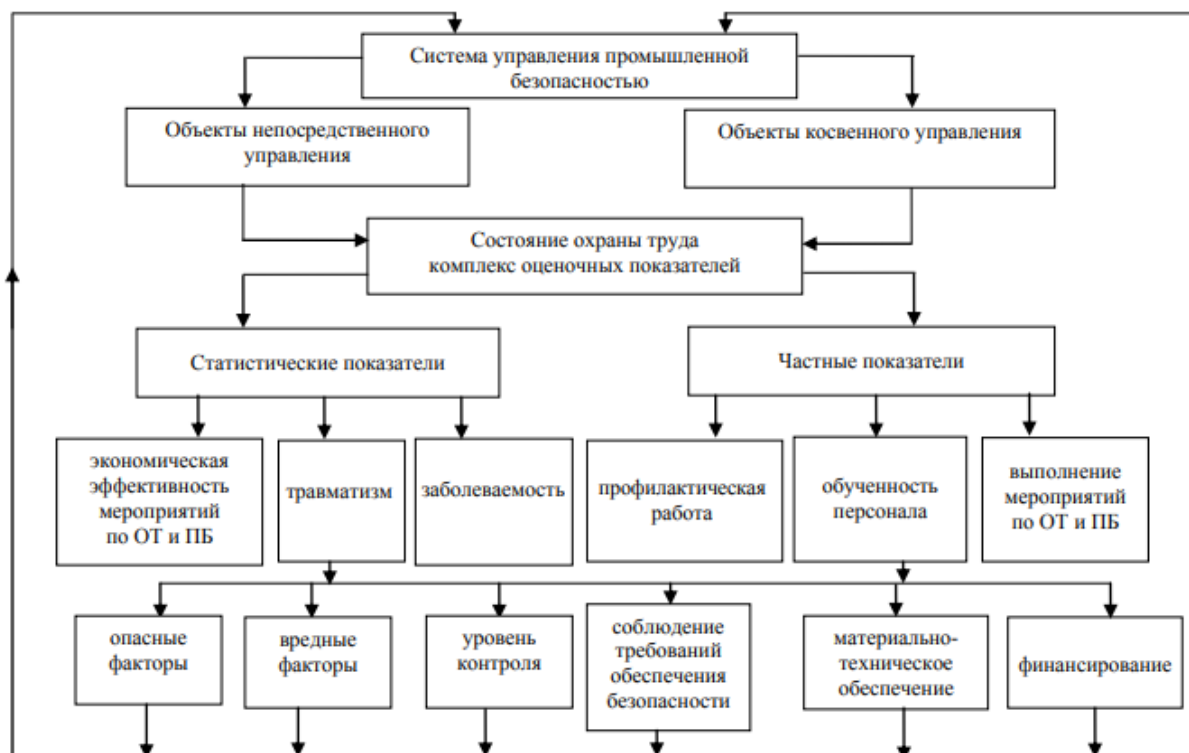 Система управления промышленной
безопасностью
Объекты непосредственного
управления
Объекты косвенного управления
Состояние охраны труда
комплекс оценочных показателей
Статистические показатели
Частные показатели
экономическая
эффективность
мероприятий
по ОТ и ПБ
травматизм
заболеваемость
профилактическая
работа
обученность
персонала
выполнение
мероприятий
по ОТ и ПБ
опасные
факторы
вредные
факторы
уровень
контроля
соблюдение
требований
обеспечения
безопасности
материально-
техническое
обеспечение
финансирование